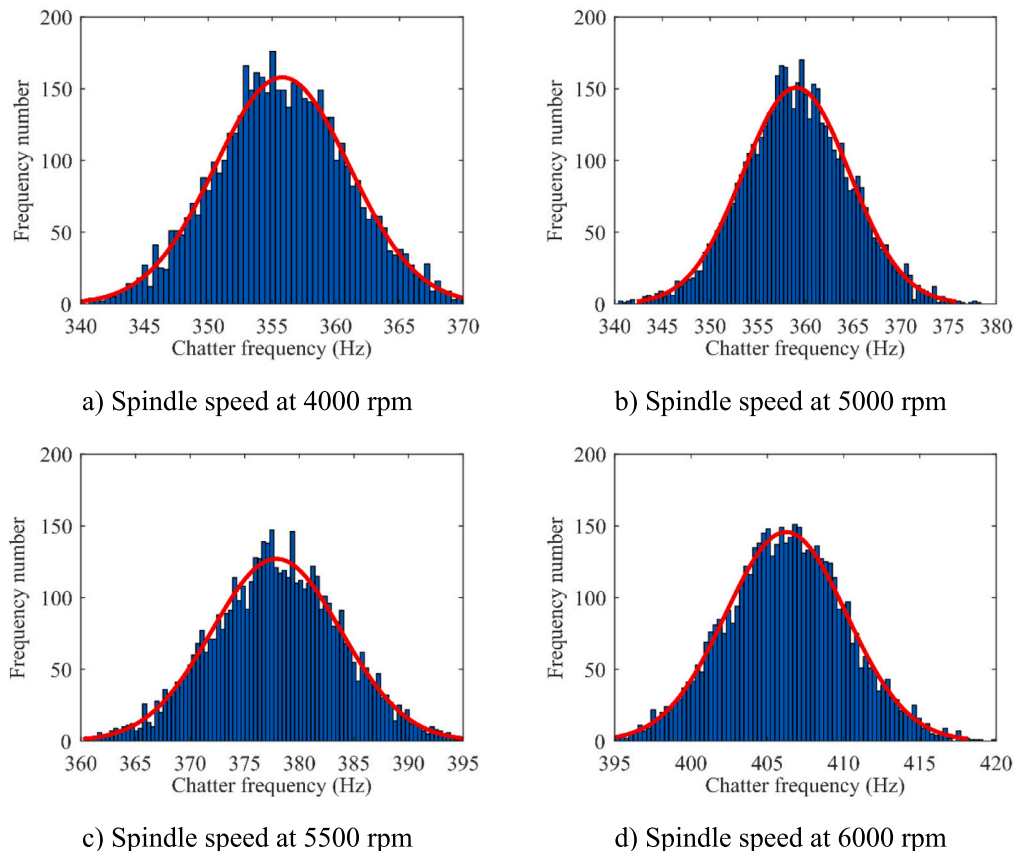 200
150
100
50
0
Frequency number
340 345 350 355 360 365 370
Chatter frequency (Hz)
a) Spindle speed at 4000 rpm
200
150
100
50
0
Frequency number
340 345 350 355 360 365 370 375 380
Chatter frequency (Hz)
b) Spindle speed at 5000 rpm
200
150
100
50
0
Frequency number
360 365 370 375 380 385 390 395
Chatter frequency (Hz)
c) Spindle speed at 5500 rpm
200
150
100
50
0
Frequency number
395 400 405 410 415 420
Chatter frequency (Hz)
d) Spindle speed at 6000 rpm